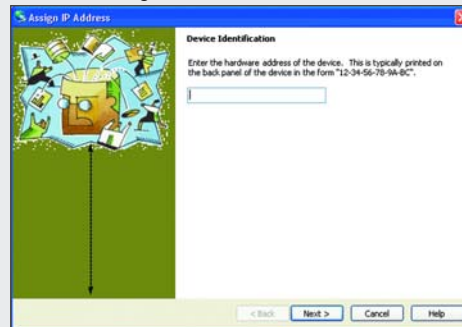 Assign IP Address
Device Identification
Enter the hardware address of the device. This is typically printed on
the back panel of the device in the form "12-34-56-78-9A-BC".
< Back
Next >
Cancel
Help